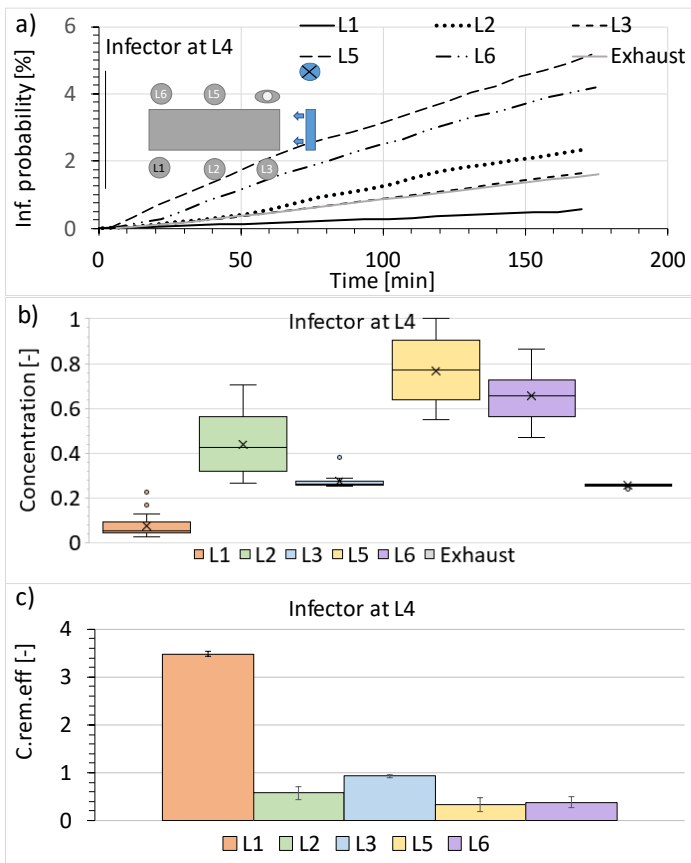 a)
Infector at L4
L1 L2 L3
L5 L6 Exhaust
Inf. probability [%]
6
4
2
0
L6 L5
L1 L2 L3
0 50 100 150 200
Time [min]
b)
Infector at L4
Concentration [-]
1
0.8
0.6
0.4
0.2
0
L1 L2 L3 L5 L6 Exhaust
c)
Infector at L4
C.rem.eff [-]
4
3
2
1
0
L1 L2 L3 L5 L6